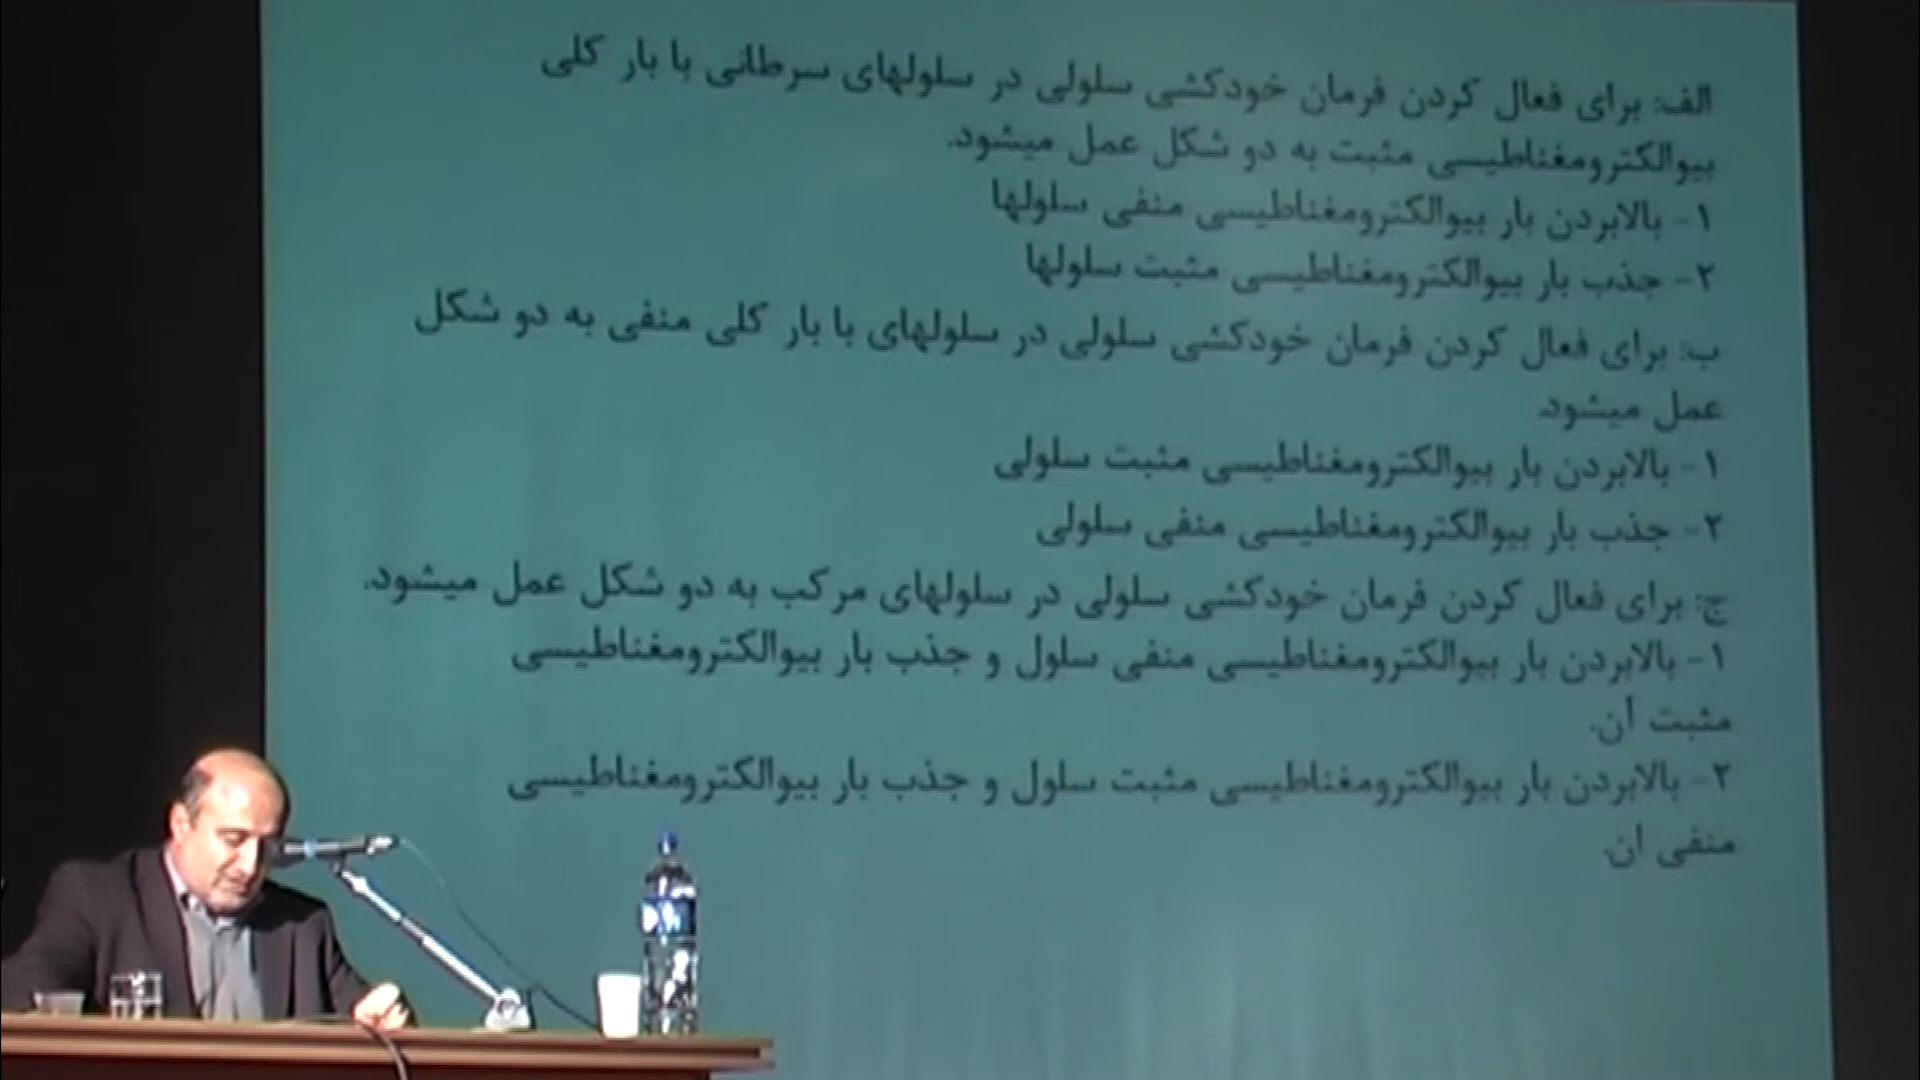 الف: برای فعال کردن فرمان خودکشی سلولی در سلولهای سرطانی با بار کلی
بیوالکترومغناطیسی مثبت به دو شکل عمل میشود.
۱- بالابردن بار بیوالکترومغناطیسی منفی سلولها
۲- جذب بار بیوالکترومغناطیسی مثبت سلولها
ب: برای فعال کردن فرمان خودکشی سلولی در سلولهای با بار کلی منفی به دو شکل
عمل میشود.
۱- بالابردن بار بیوالکترومغناطیسی مثبت سلولی
۲- جذب بار بیوالکترومغناطیسی منفی سلولی
ج: برای فعال کردن فرمان خودکشی سلولی در سلولهای مرکب به دو شکل عمل میشود.
۱- بالابردن بار بیوالکترومغناطیسی منفی سلول و جذب بار بیوالکترومغناطیسی
مثبت آن.
۲- بالابردن بار بیوالکترومغناطیسی مثبت سلول و جذب بار بیوالکترومغناطیسی
منفی ان.